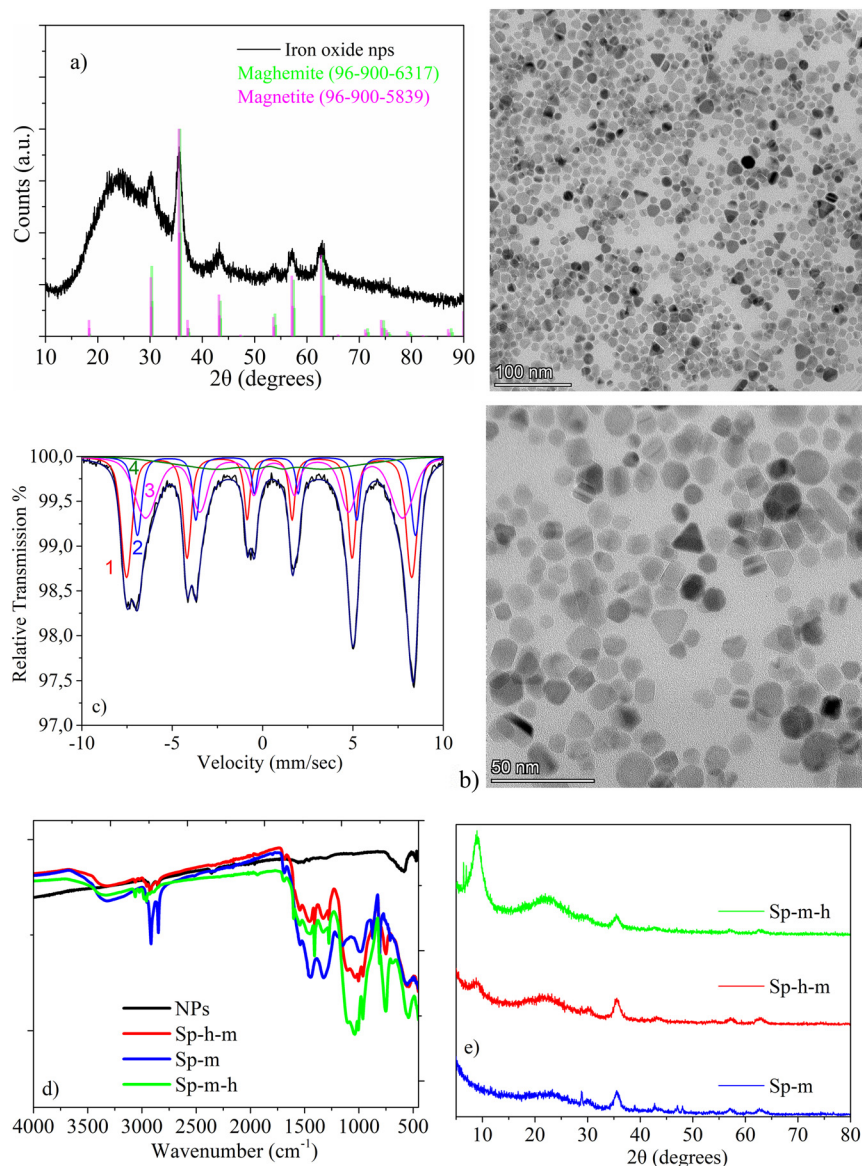 a)
Iron oxide nps
Maghemite (96-900-6317)
Magnetite (96-900-5839)
Counts (a.u.)
10 20 30 40 50 60 70 80 90
2θ (degrees)
100 nm
100,0
99,5
99,0
98,5
98,0
97,5
97,0
Relative Transmission %
4
3
2
1
c)
-10 -5 0 5 10
Velocity (mm/sec)
b)
50 nm
NPs
Sp-h-m
Sp-m
Sp-m-h
d)
4000 3500 3000 2500 2000 1500 1000 500
Wavenumber (cm-1)
Sp-m-h
Sp-h-m
e)
Sp-m
10 20 30 40 50 60 70 80
2θ (degrees)